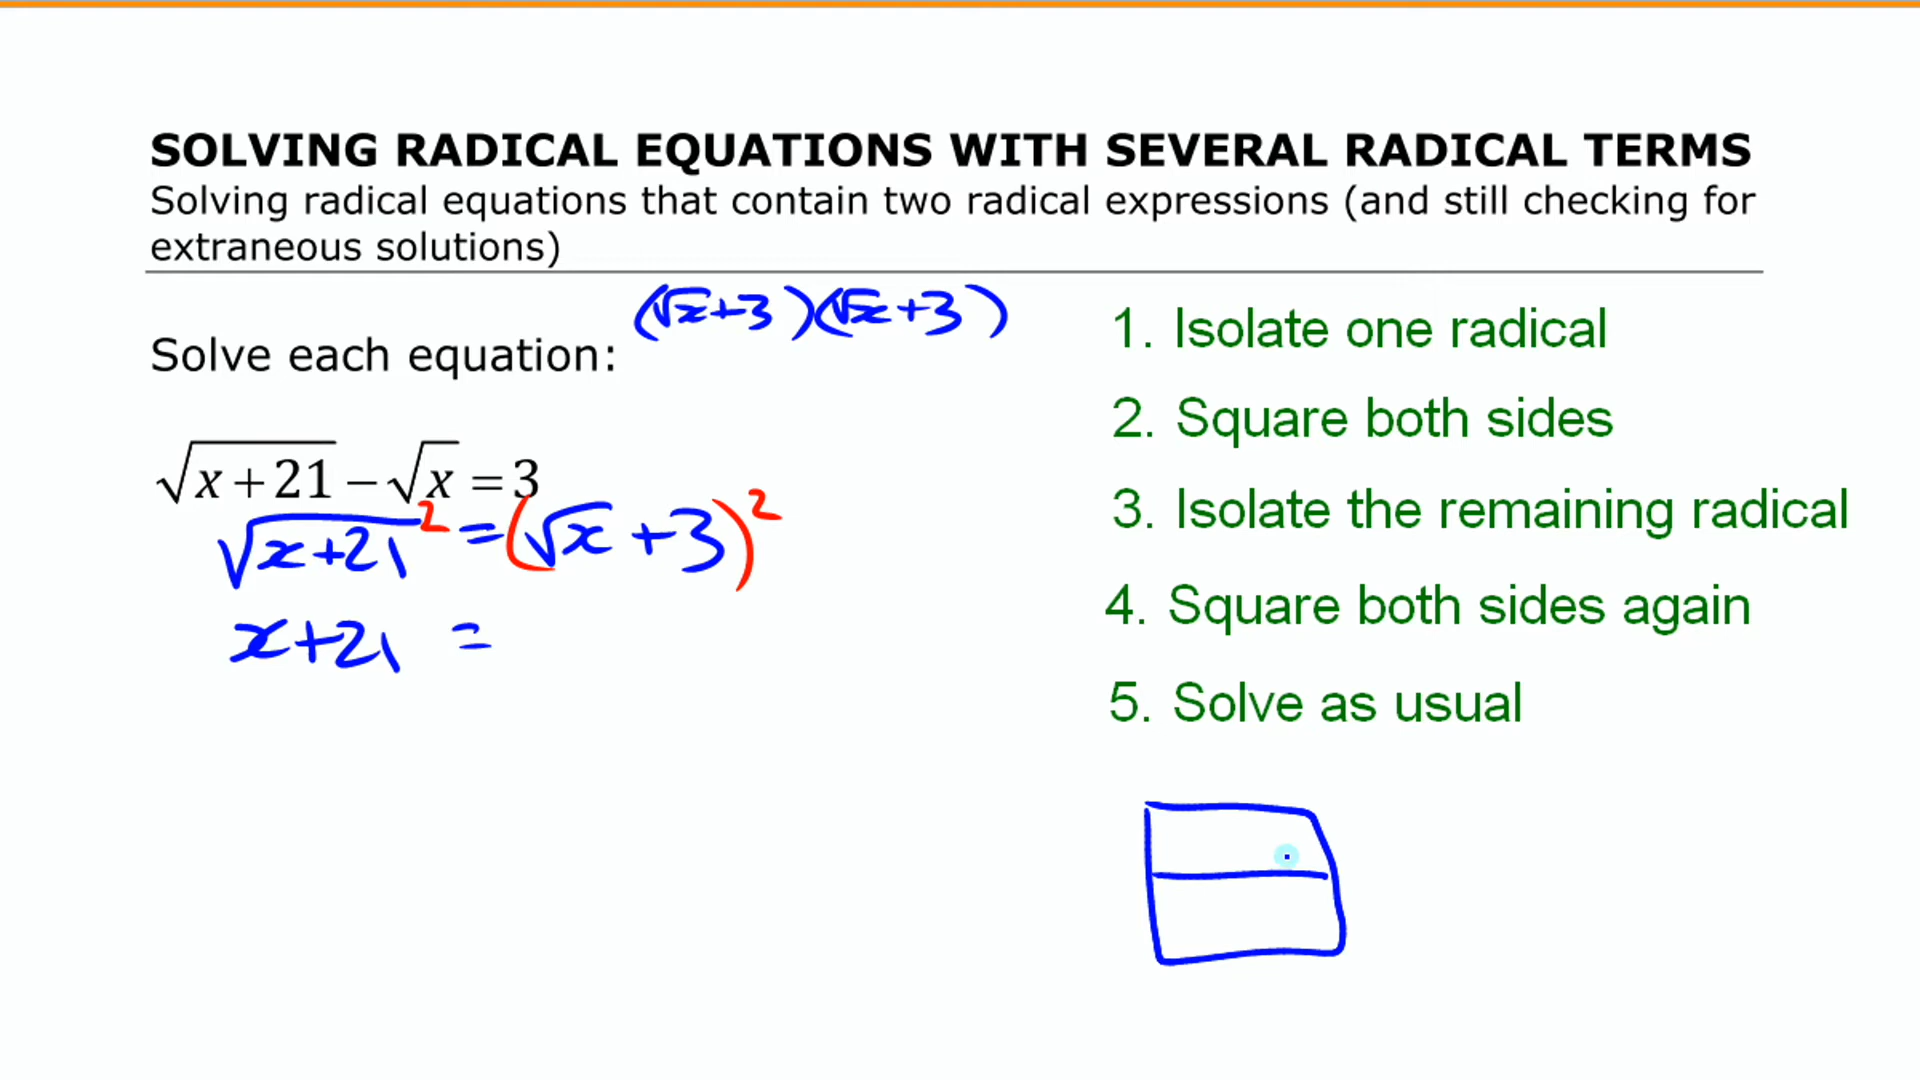 SOLVING RADICAL EQUATIONS WITH SEVERAL RADICAL TERMS
Solving radical equations that contain two radical expressions (and still checking for
extraneous solutions)
(√x+3)(√x+3)
Solve each equation:
√(x+21) − √x = 3
√(x+21)² = (√x + 3)²
x+21 =
1. Isolate one radical
2. Square both sides
3. Isolate the remaining radical
4. Square both sides again
5. Solve as usual